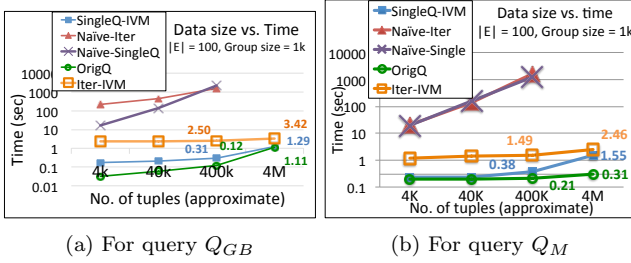 SingleQ-IVM
Naïve-Iter
Naïve-SingleQ
OrigQ
Iter-IVM
Data size vs. Time
|E| = 100, Group size = 1k
Time (sec)
10000
1000
100
10
1
0.1
0.01
2.50
0.31
0.12
3.42
1.29
1.11
4k
40k
400k
4M
No. of tuples (approximate)
(a) For query Q_GB
SingleQ-IVM
Naïve-Iter
Naïve-Single
OrigQ
Iter-IVM
Data size vs. time
|E| = 100, Group size = 1k
Time (sec)
10000
1000
100
10
1
0.1
1.49
0.38
0.21
2.46
1.55
0.31
4K
40K
400K
4M
No. of tuples (approximate)
(b) For query Q_M